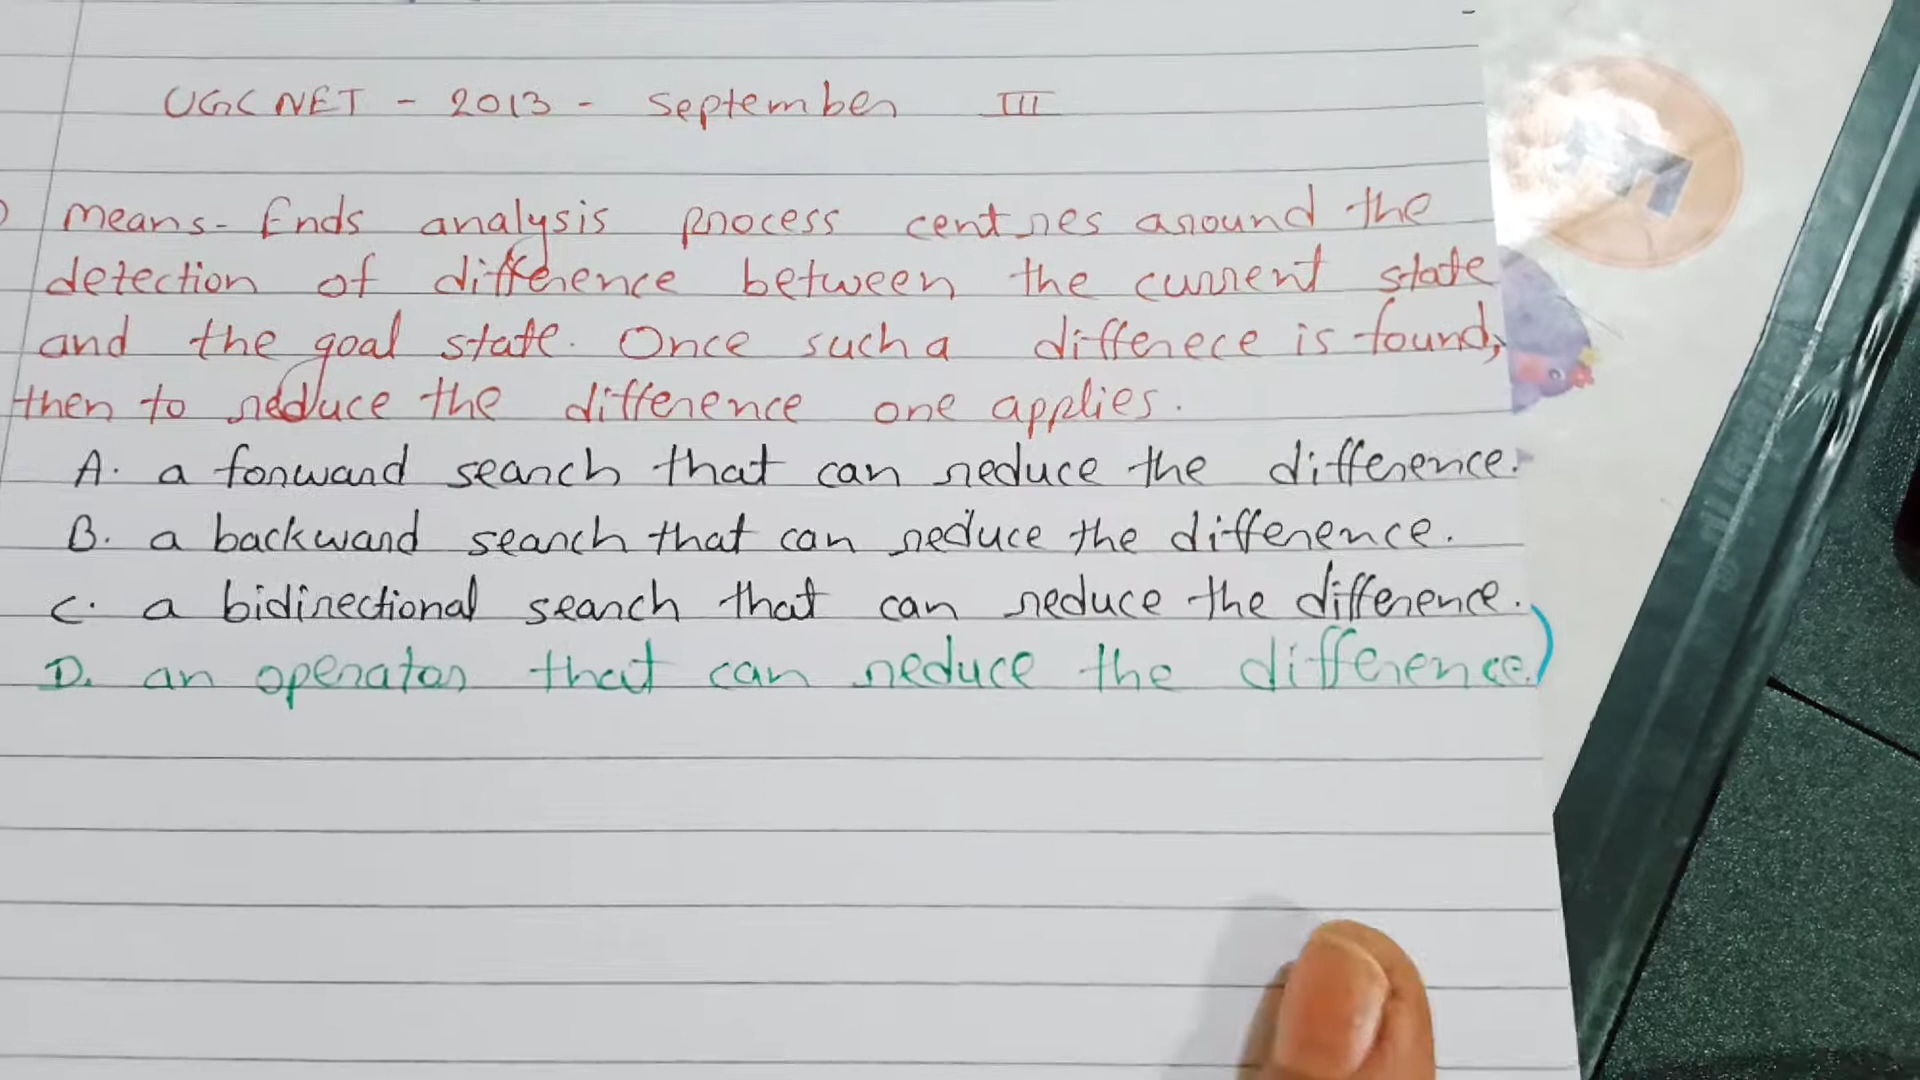 UGC NET - 2013 - September III
means - Ends analysis process centres around the
detection of difference between the current state
and the goal state. Once such a differece is found,
then to reduce the difference one applies.
A. a forward search that can reduce the difference.
B. a backward search that can reduce the difference.
C. a bidirectional search that can reduce the difference.
D. an operator that can reduce the difference.)